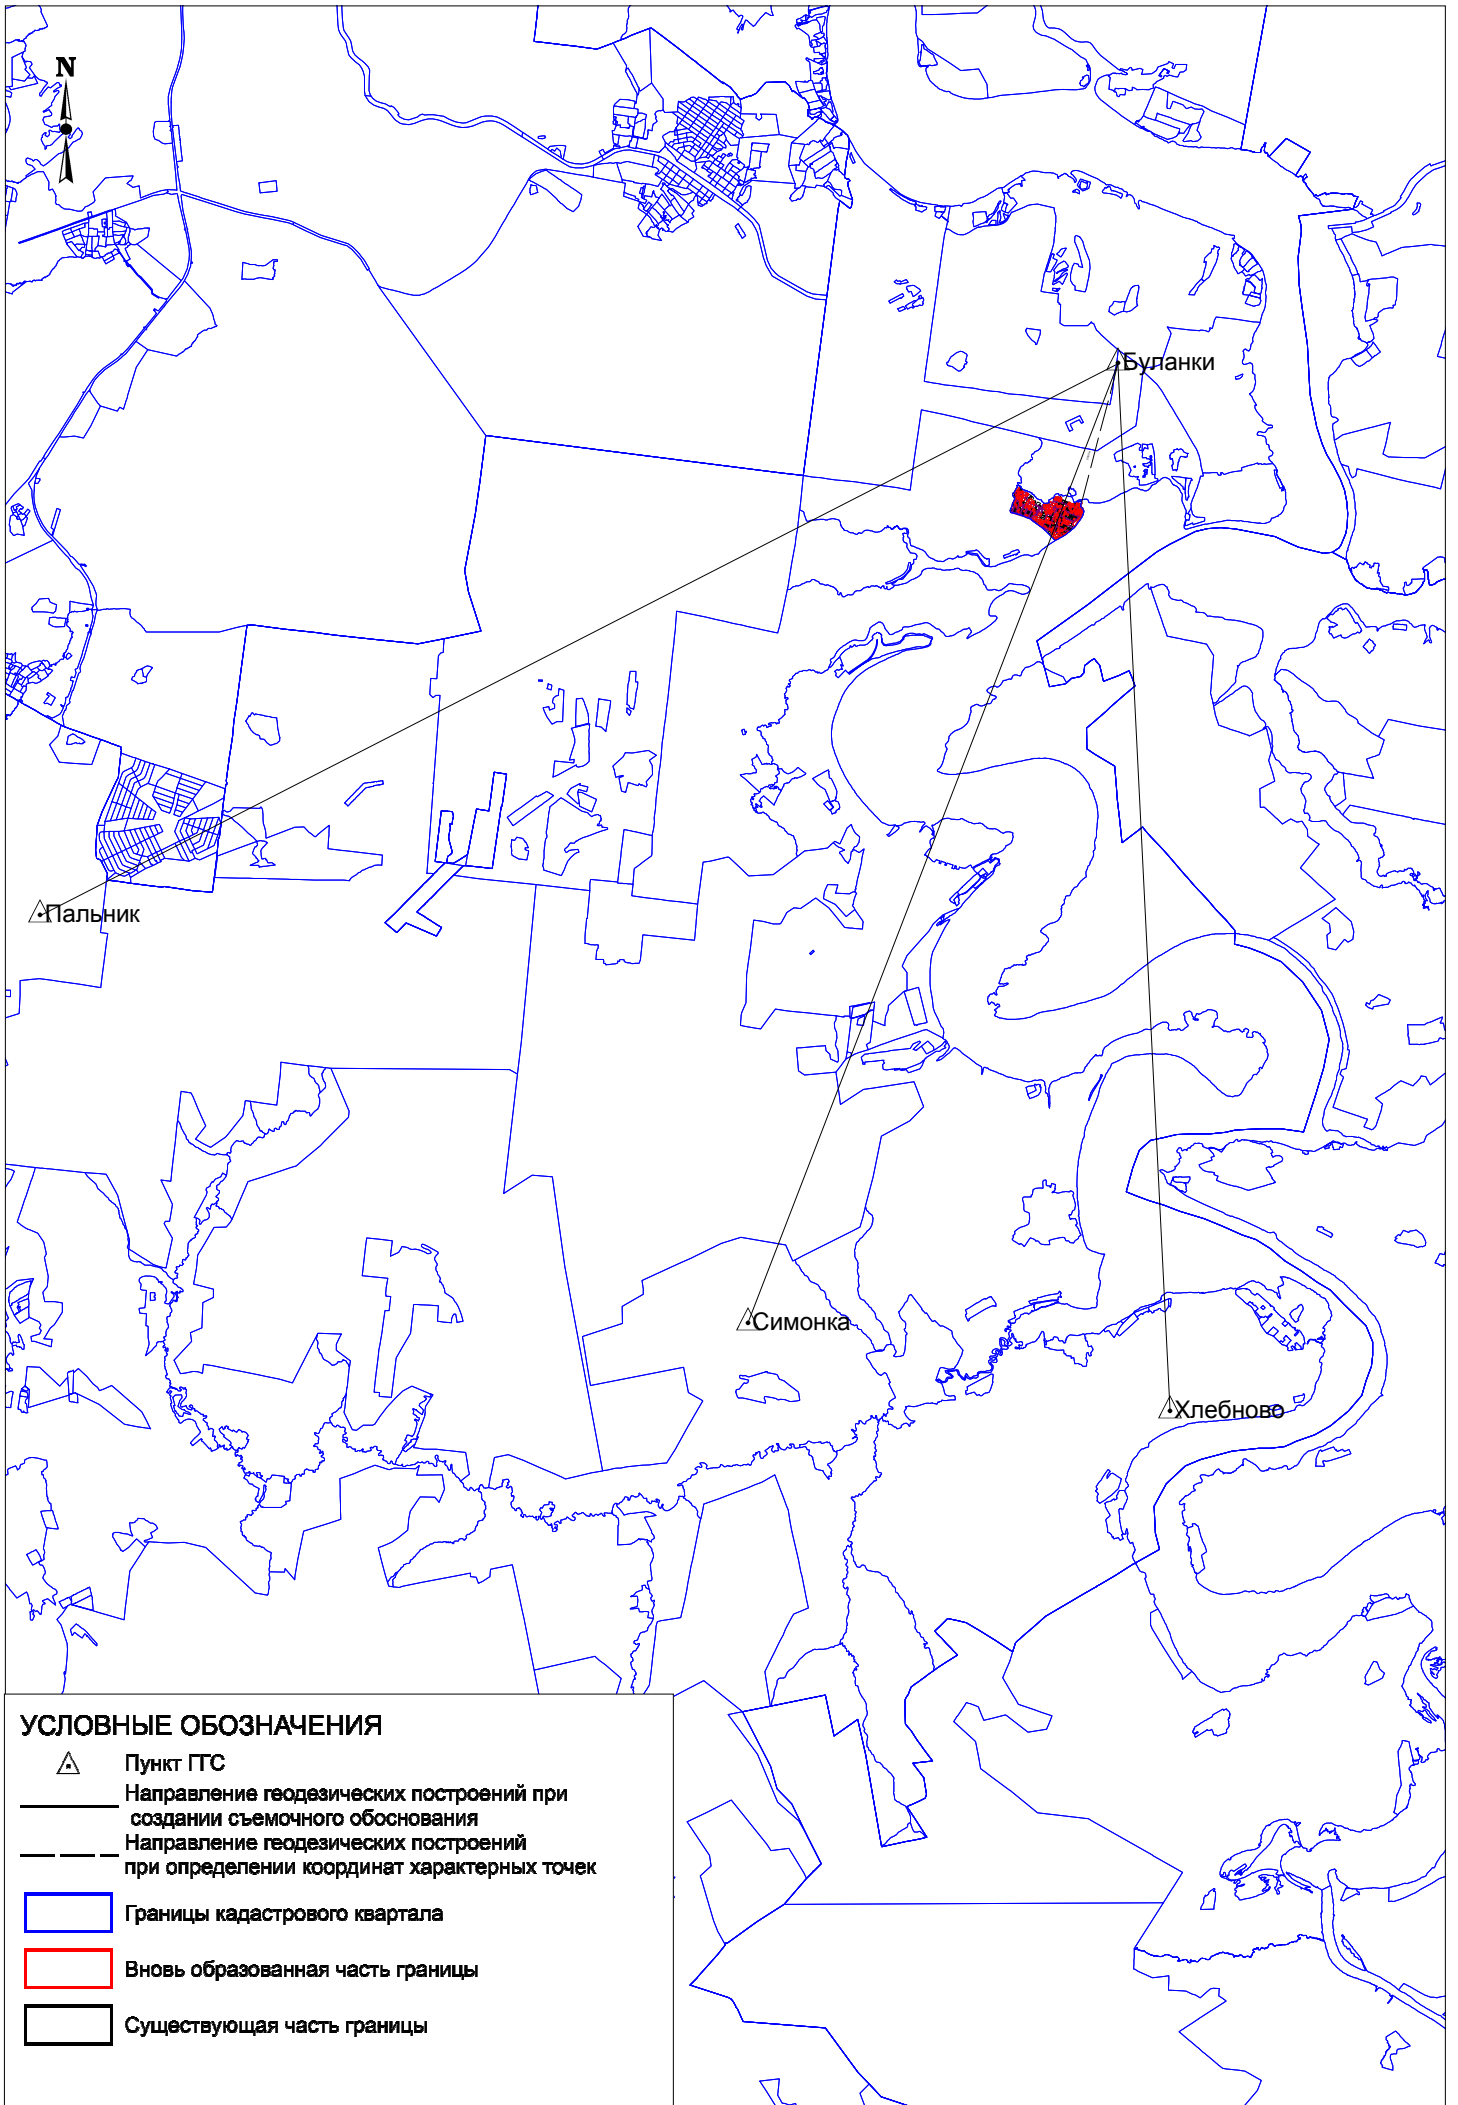 N
Буланки
Пальник
Симонка
Хлебново
УСЛОВНЫЕ ОБОЗНАЧЕНИЯ
Пункт ГГС
Направление геодезических построений при
создании съемочного обоснования
Направление геодезических построений
при определении координат характерных точек
Границы кадастрового квартала
Вновь образованная часть границы
Существующая часть границы